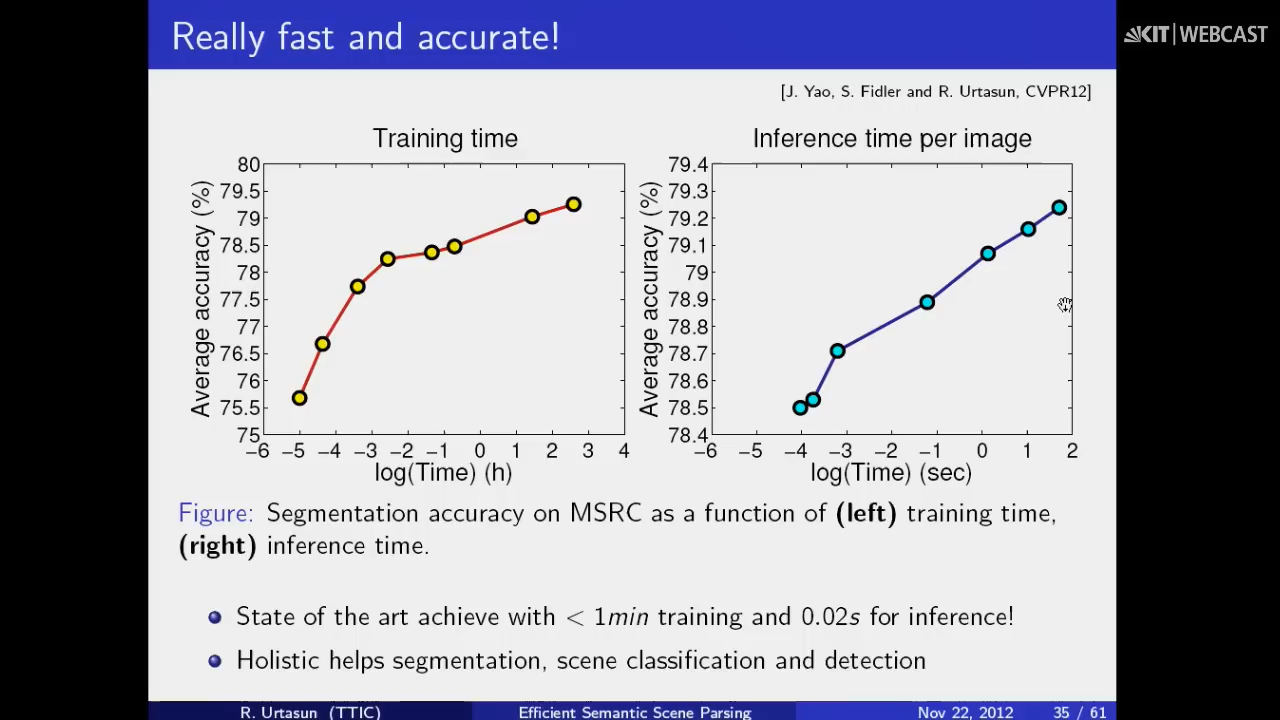 Really fast and accurate!
KIT WEBCAST
[J. Yao, S. Fidler and R. Urtasun, CVPR12]
Training time
Average accuracy (%)
80
79.5
79
78.5
78
77.5
77
76.5
76
75.5
75
−6 −5 −4 −3 −2 −1 0 1 2 3 4
log(Time) (h)
Inference time per image
Average accuracy (%)
79.4
79.3
79.2
79.1
79
78.9
78.8
78.7
78.6
78.5
78.4
−6 −5 −4 −3 −2 −1 0 1 2
log(Time) (sec)
Figure: Segmentation accuracy on MSRC as a function of (left) training time,
(right) inference time.
State of the art achieve with < 1min training and 0.02s for inference!
Holistic helps segmentation, scene classification and detection
R. Urtasun (TTIC) Efficient Semantic Scene Parsing Nov 22, 2012 35 / 61